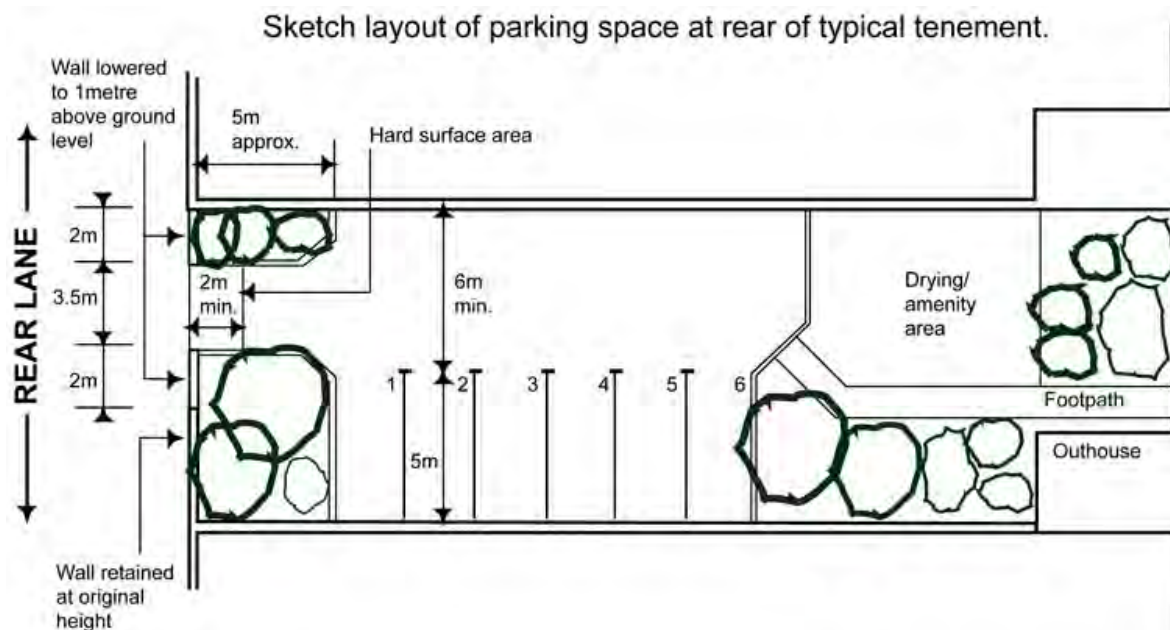 Sketch layout of parking space at rear of typical tenement.
Wall lowered
to 1metre
above ground
level
5m
approx.
Hard surface area
REAR LANE
2m
3.5m
2m
2m
min.
6m
min.
Drying/
amenity
area
1
2
3
4
5
6
Footpath
5m
Outhouse
Wall retained
at original
height